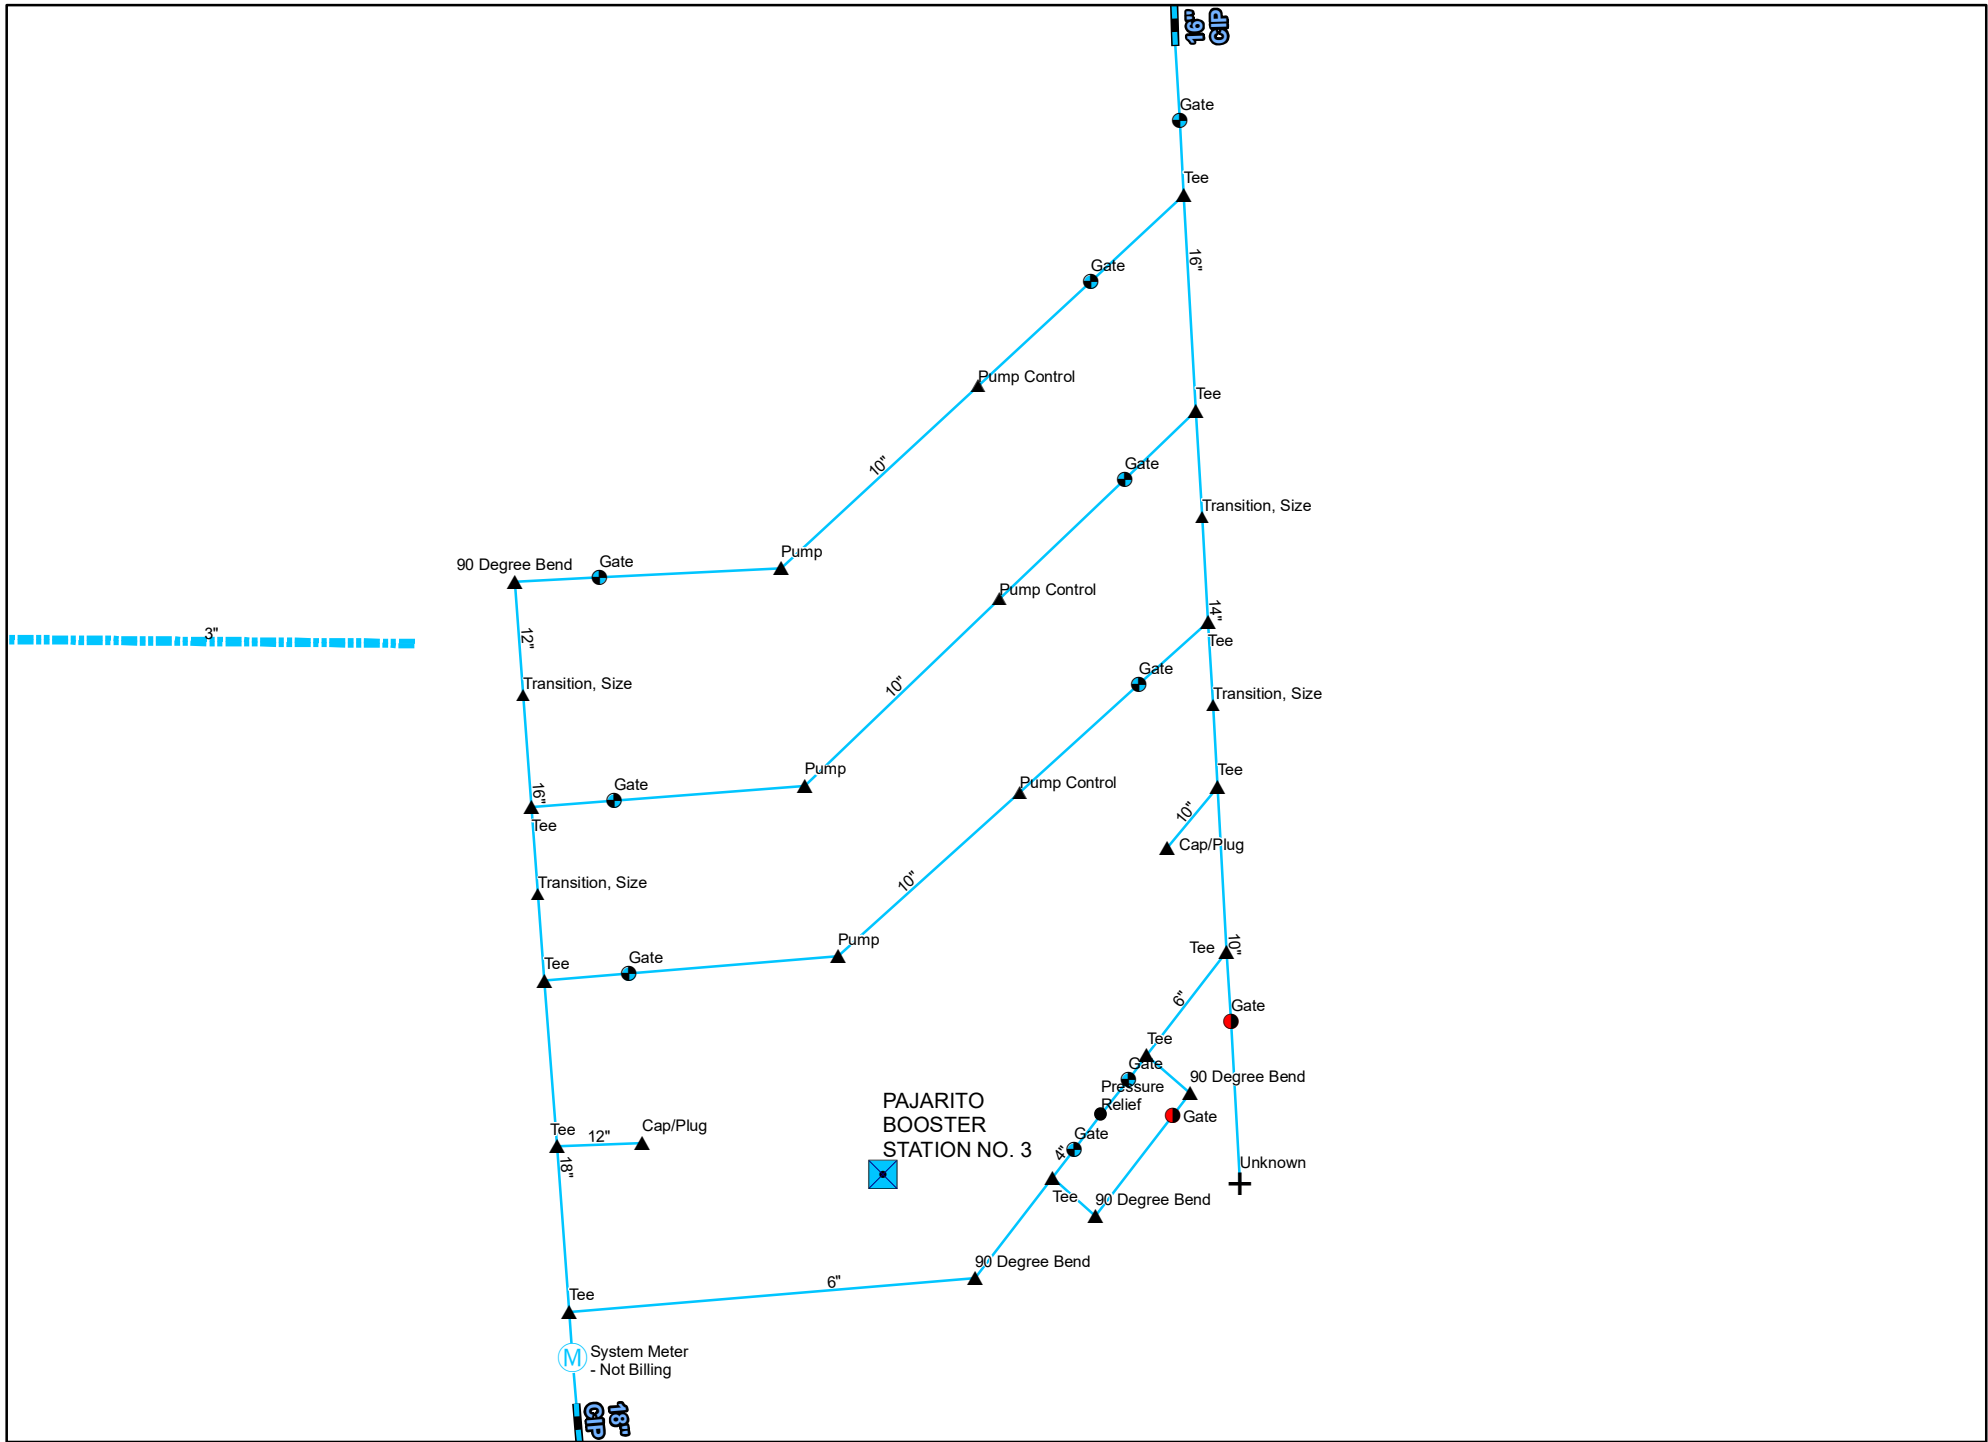 16"
CIP
Gate
Tee
16"
Gate
Pump Control
Tee
10"
Gate
Transition, Size
Pump
Gate
90 Degree Bend
Pump Control
14"
3"
12"
Tee
Gate
Transition, Size
10"
Transition, Size
Pump
Tee
Gate
Pump Control
16"
10"
Tee
Cap/Plug
Transition, Size
10"
Pump
10"
Tee
Gate
Tee
6"
Gate
Tee
Gate
90 Degree Bend
Pressure
Relief
Gate
PAJARITO
BOOSTER
STATION NO. 3
Cap/Plug
Tee
12"
Gate
4"
18"
Unknown
Tee
90 Degree Bend
90 Degree Bend
6"
Tee
System Meter
- Not Billing
M
18"
CIP